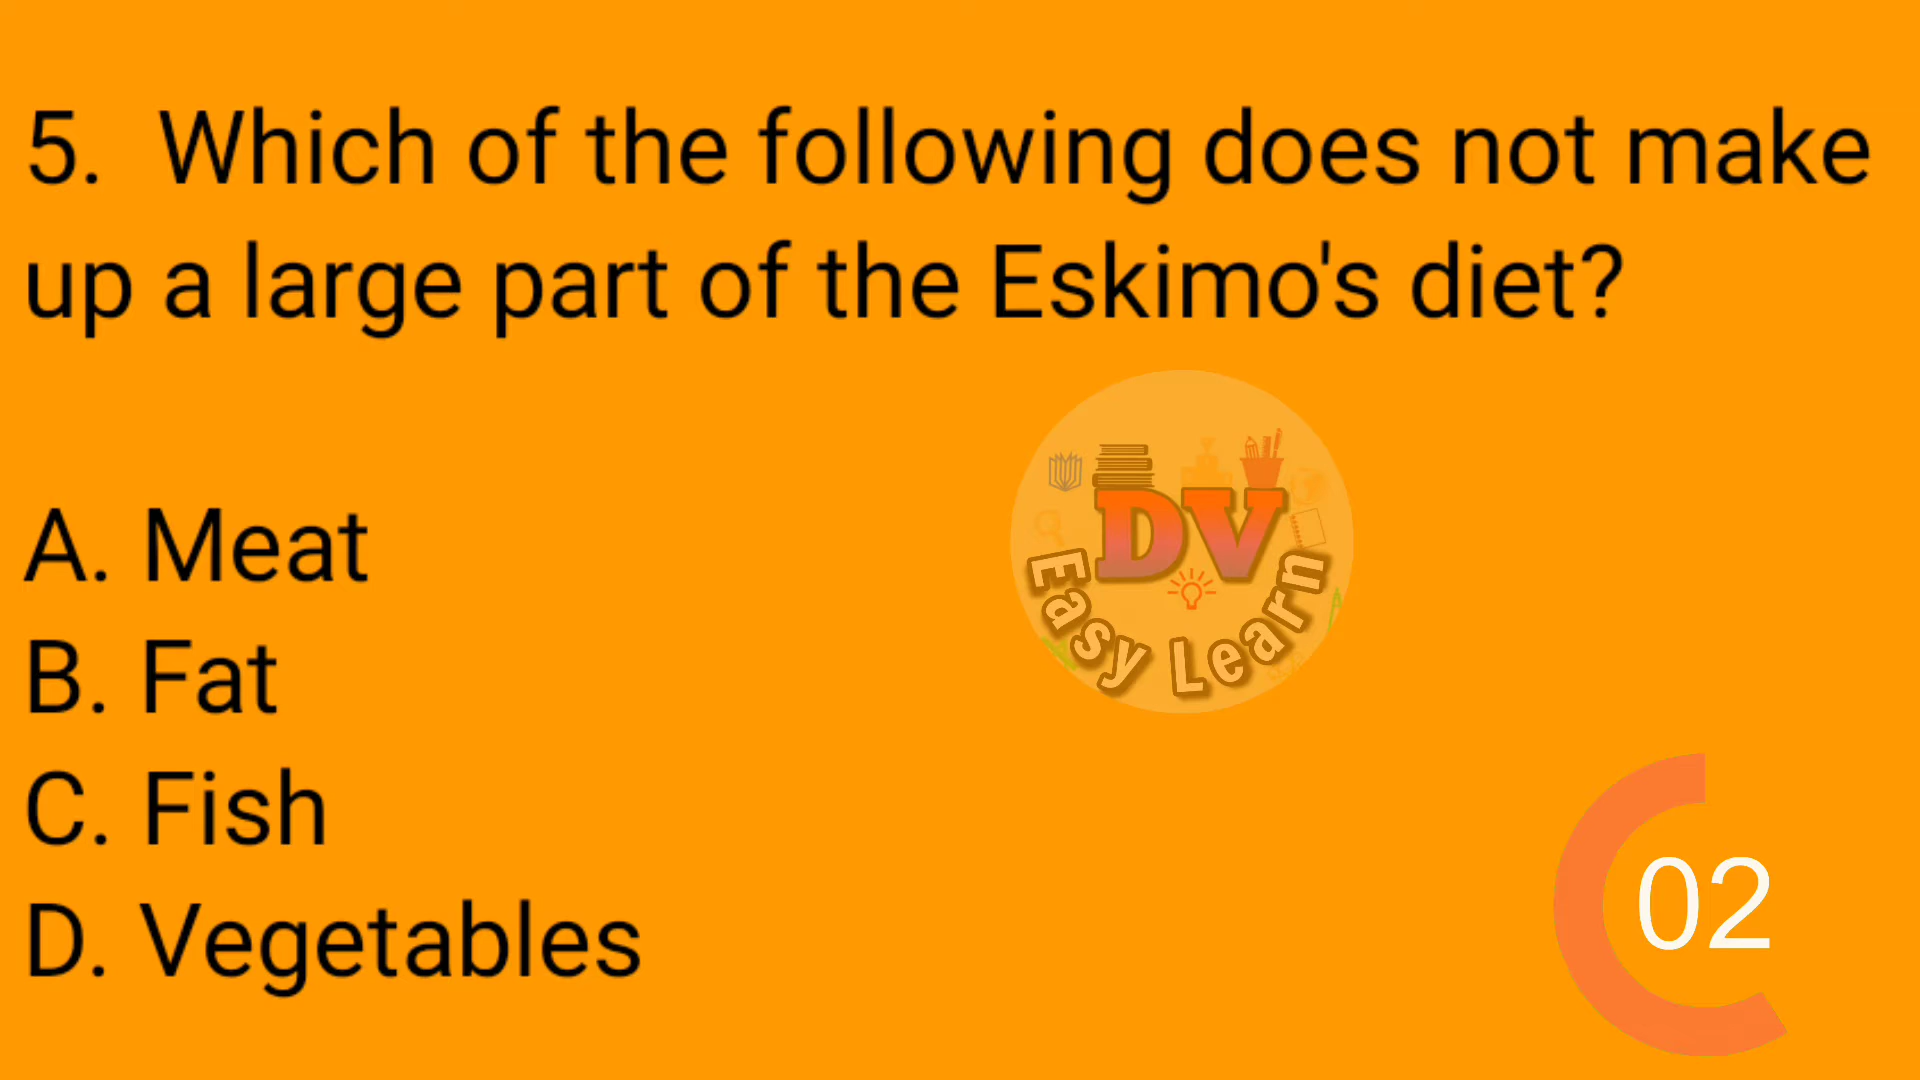 5. Which of the following does not make
up a large part of the Eskimo's diet?
DV
Easy Learn
A. Meat
B. Fat
C. Fish
D. Vegetables
02